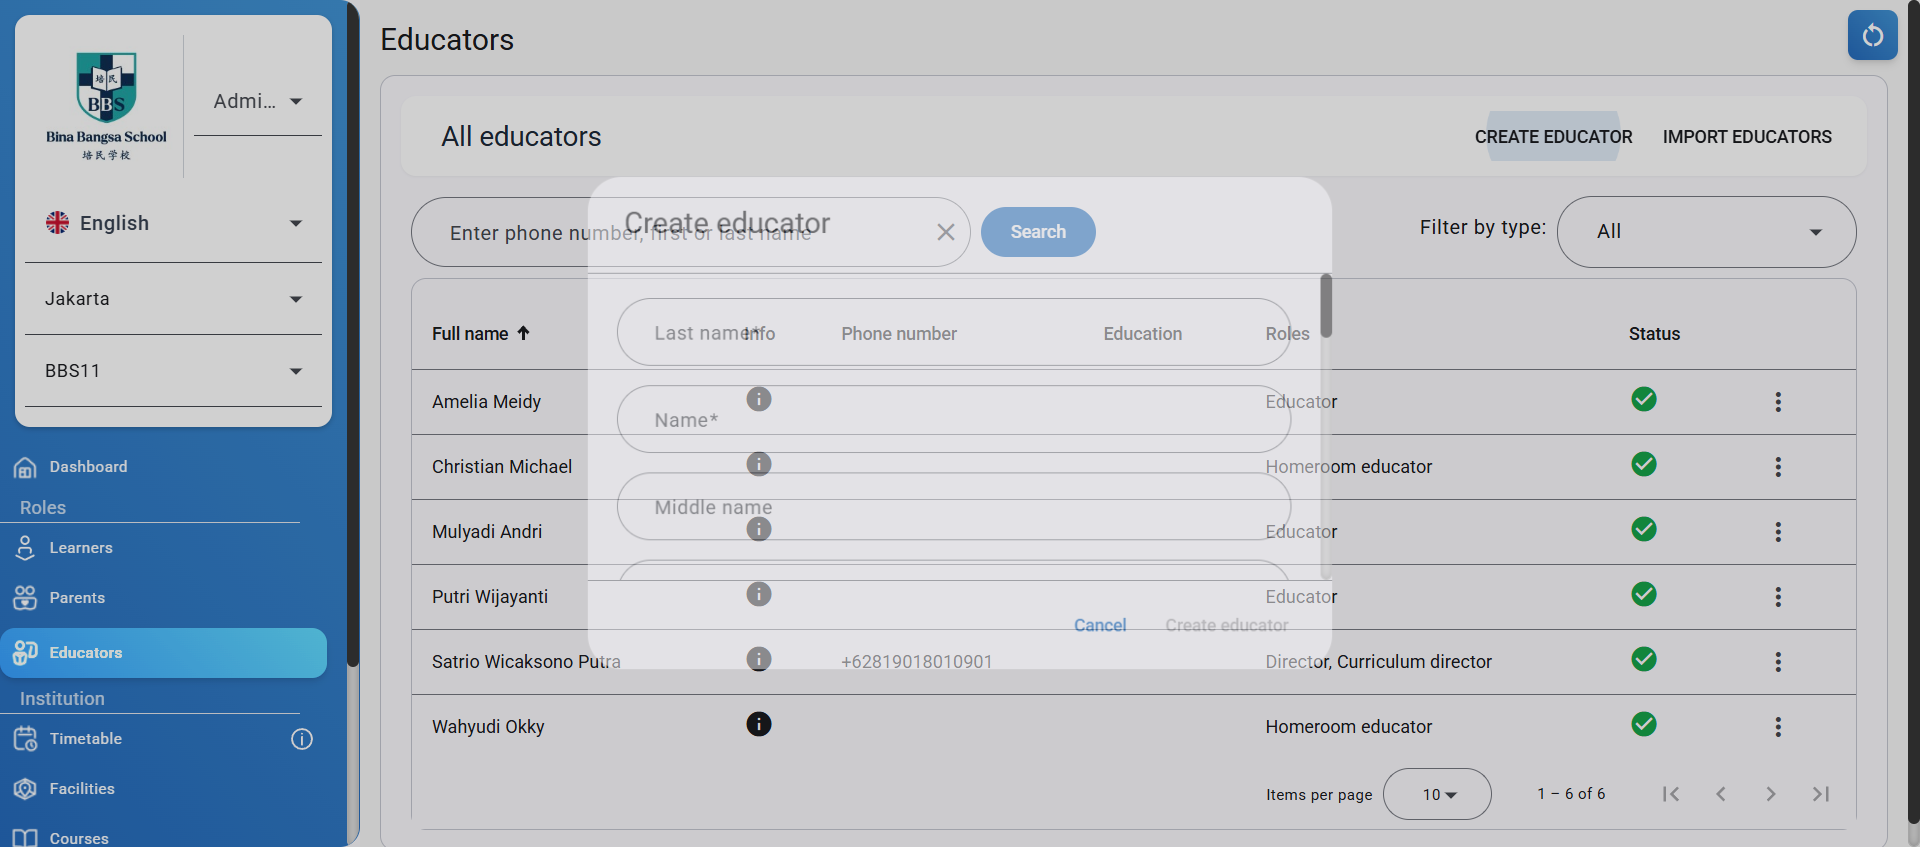 培民
BBS
Bina Bangsa School
培民学校
Admi...
English
Jakarta
BBS11
Dashboard
Roles
Learners
Parents
Educators
Institution
Timetable
Facilities
Courses
Educators
All educators
CREATE EDUCATOR
IMPORT EDUCATORS
Enter phone number, first or last name
Search
Filter by type:
All
Full name
Info
Phone number
Education
Roles
Status
Amelia Meidy
Educator
Christian Michael
Homeroom educator
Mulyadi Andri
Educator
Putri Wijayanti
Educator
Satrio Wicaksono Putra
+62819018010901
Director, Curriculum director
Wahyudi Okky
Homeroom educator
Items per page
10
1 – 6 of 6
Create educator
Last name*
Name*
Middle name
Cancel
Create educator